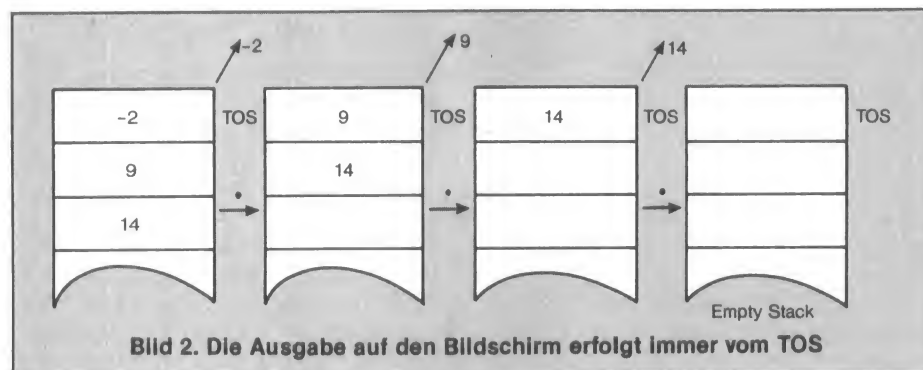 -2 9 14
-2 TOS 9 TOS 14 TOS TOS
9 14
14
Empty Stack
Bild 2. Die Ausgabe auf den Bildschirm erfolgt immer vom TOS